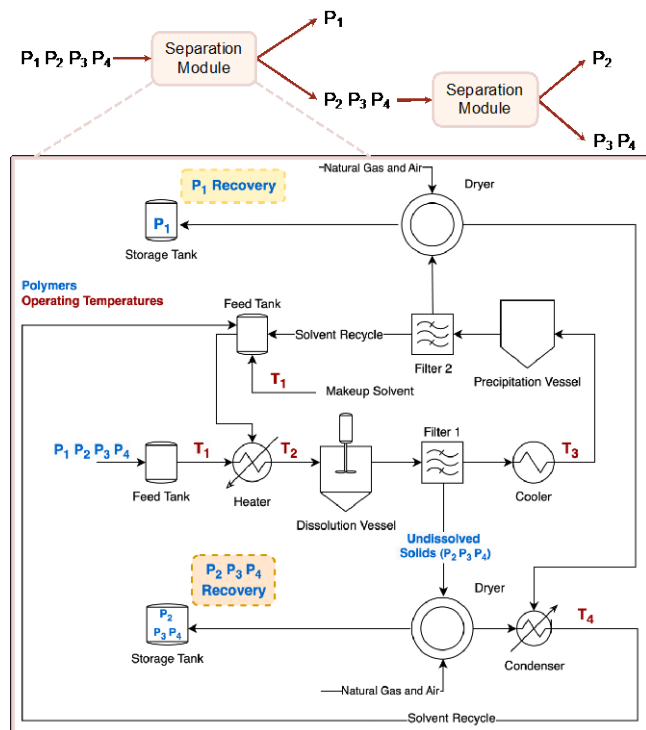 P1
P1 P2 P3 P4
Separation
Module
P2 P3 P4
Separation
Module
P2
P3 P4
Natural Gas and Air
Dryer
P1 Recovery
P1
Storage Tank
Polymers
Operating Temperatures
Feed Tank
Solvent Recycle
Filter 2
Precipitation Vessel
T1
Makeup Solvent
Filter 1
P1 P2 P3 P4
T1
T2
T3
Feed Tank
Heater
Dissolution Vessel
Cooler
Undissolved
Solids (P2 P3 P4)
P2 P3 P4
Recovery
Dryer
P2
P3 P4
Storage Tank
T4
Condenser
Natural Gas and Air
Solvent Recycle